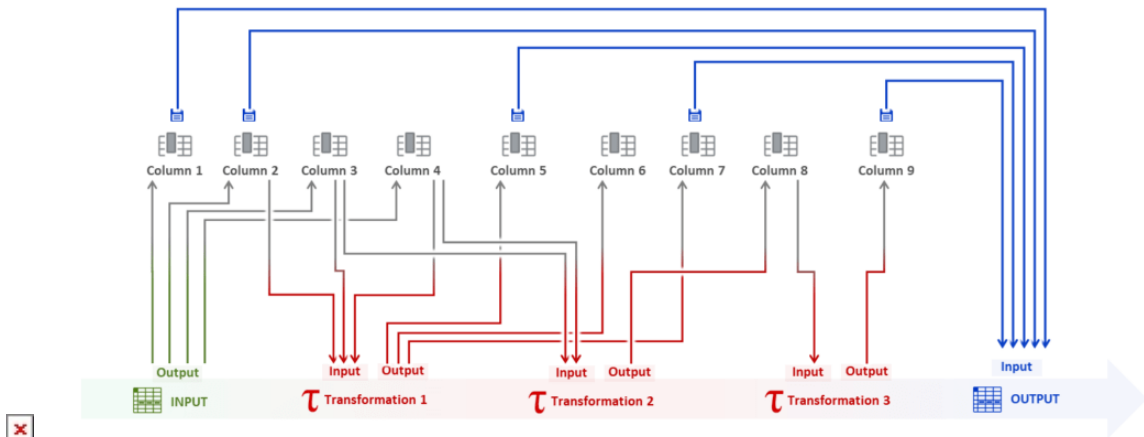 Column 1 Column 2 Column 3 Column 4 Column 5 Column 6 Column 7 Column 8 Column 9
Output Input Output Input Output Input Output Input
INPUT τ Transformation 1 τ Transformation 2 τ Transformation 3 OUTPUT